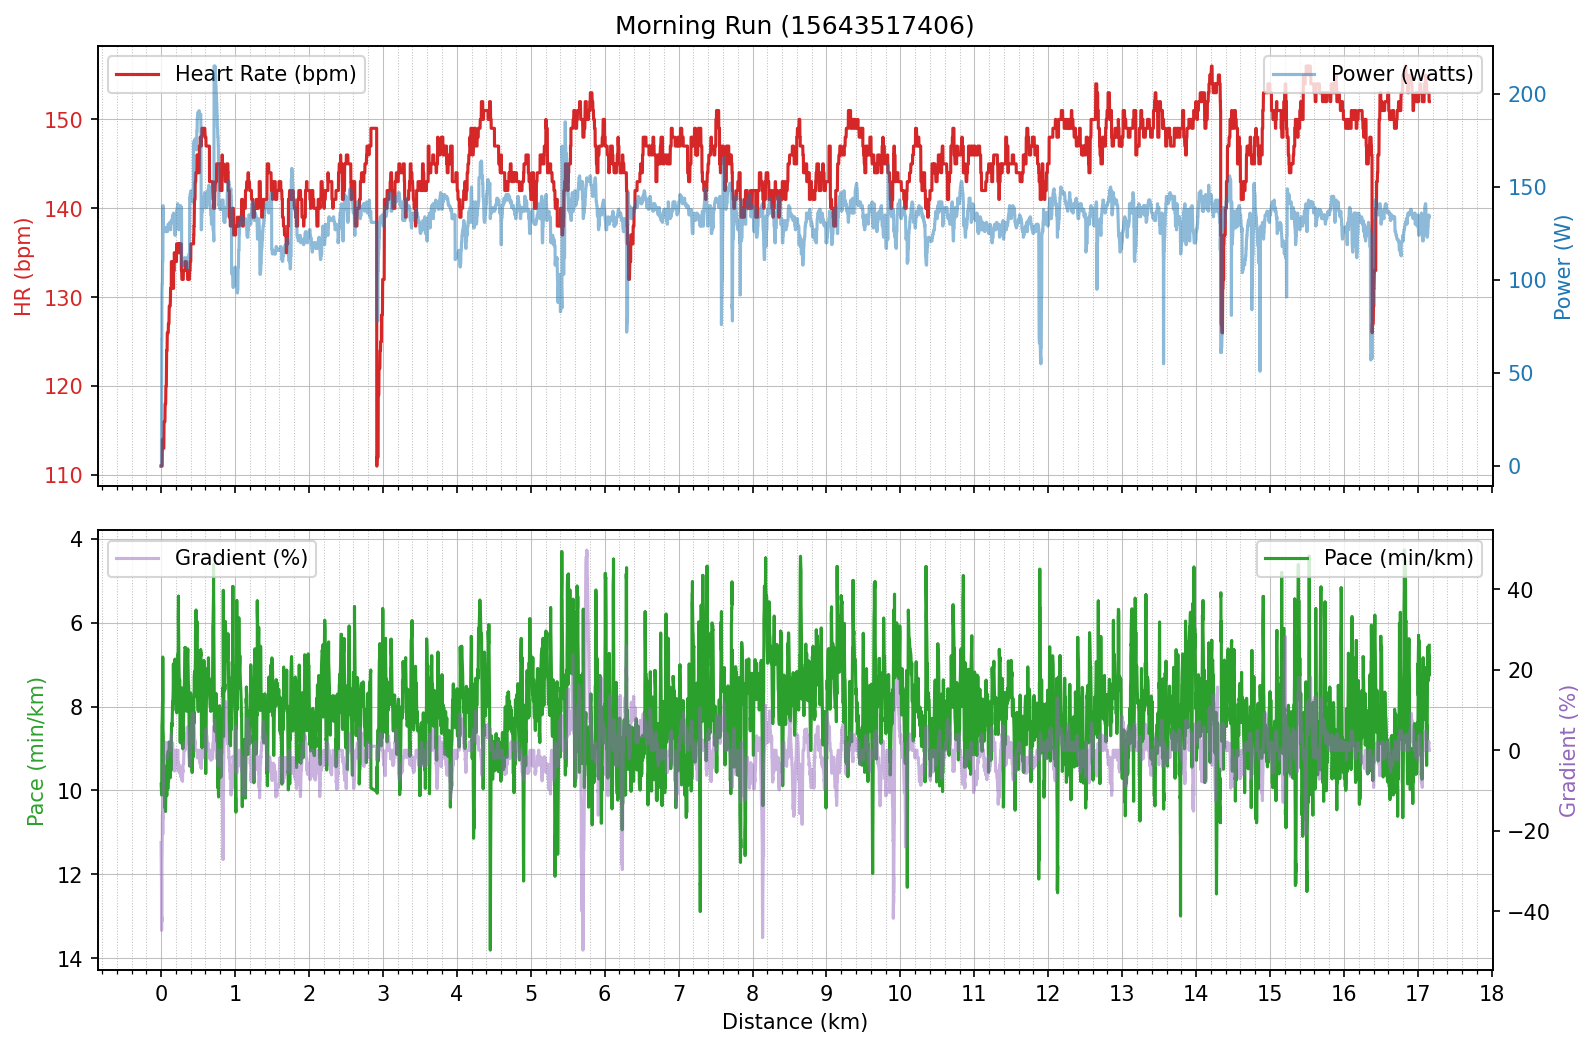 Morning Run (15643517406)
Heart Rate (bpm)
Power (watts)
HR (bpm)
150
140
130
120
110
Power (W)
200
150
100
50
0
Gradient (%)
Pace (min/km)
Pace (min/km)
4
6
8
10
12
14
Gradient (%)
40
20
0
−20
−40
0 1 2 3 4 5 6 7 8 9 10 11 12 13 14 15 16 17 18
Distance (km)